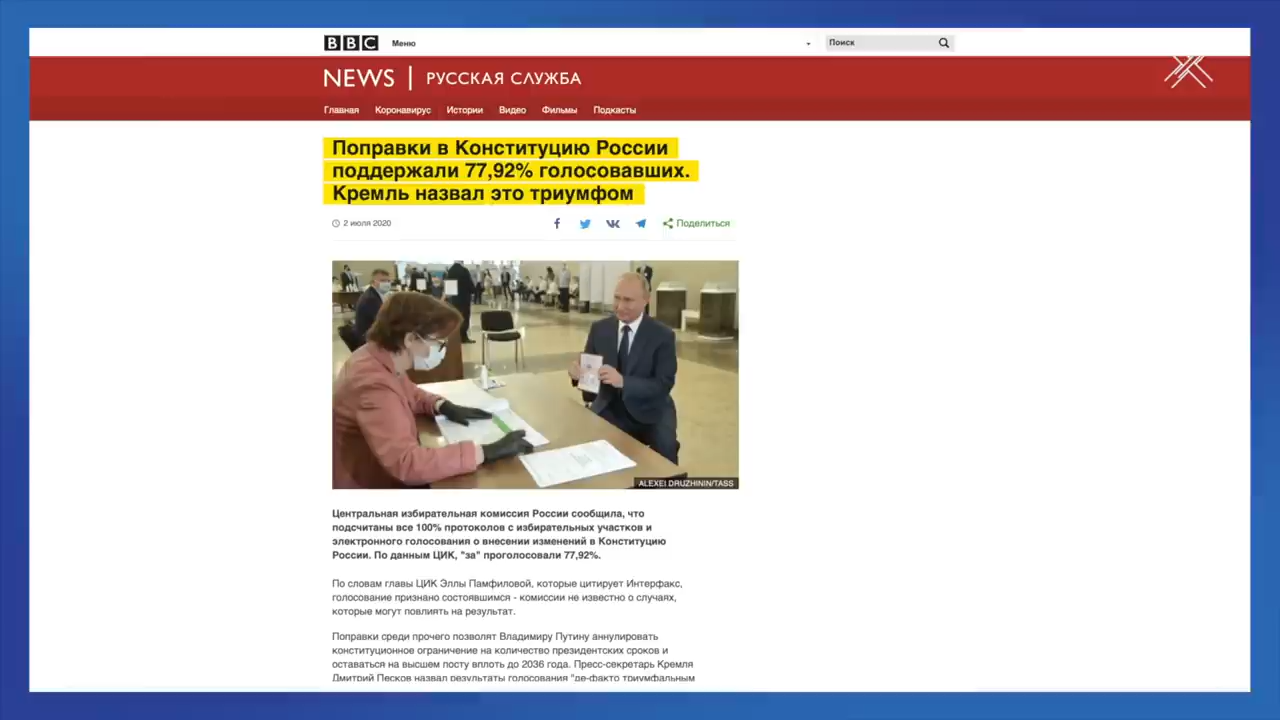 BBC Меню Поиск
NEWS | РУССКАЯ СЛУЖБА
Главная Коронавирус Истории Видео Фильмы Подкасты
Поправки в Конституцию России
поддержали 77,92% голосовавших.
Кремль назвал это триумфом
2 июля 2020 Поделиться
ALEXEI DRUZHININ/TASS
Центральная избирательная комиссия России сообщила, что
подсчитаны все 100% протоколов с избирательных участков и
электронного голосования о внесении изменений в Конституцию
России. По данным ЦИК, "за" проголосовали 77,92%.
По словам главы ЦИК Эллы Памфиловой, которые цитирует Интерфакс,
голосование признано состоявшимся - комиссии не известно о случаях,
которые могут повлиять на результат.
Поправки среди прочего позволят Владимиру Путину аннулировать
конституционное ограничение на количество президентских сроков и
оставаться на высшем посту вплоть до 2036 года. Пресс-секретарь Кремля
Дмитрий Песков назвал результаты голосования "де-факто триумфальным